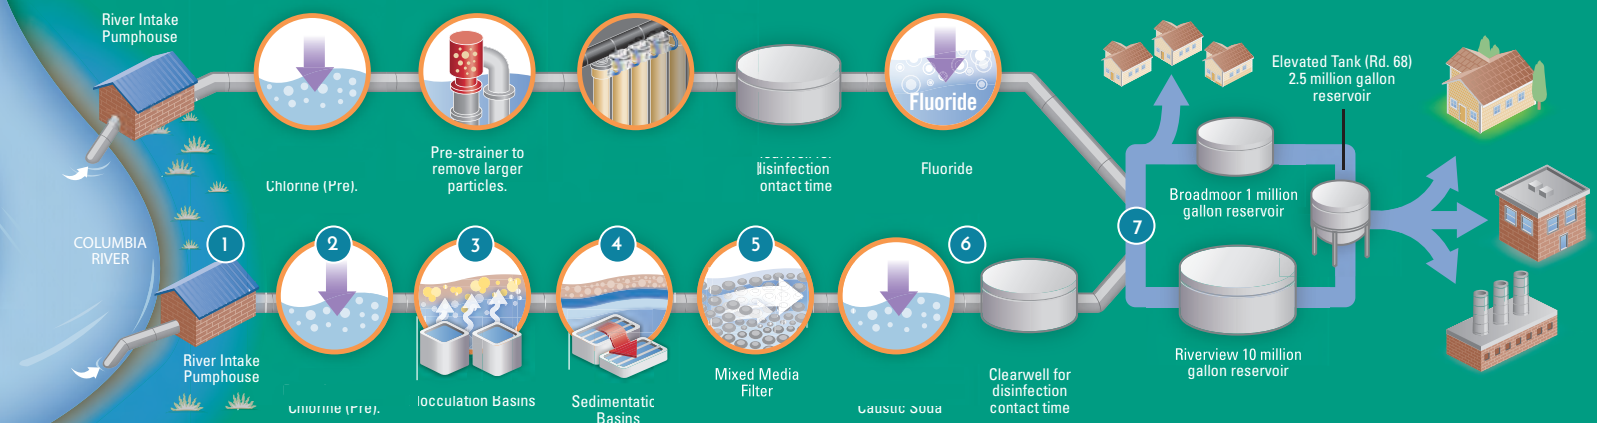 River Intake
Pumphouse
Chlorine (Pre).
Pre-strainer to
remove larger
particles.
disinfection
ontact time
Fluoride
Fluoride
Elevated Tank (Rd. 68)
2.5 million gallon
reservoir
Broadmoor 1 million
gallon reservoir
COLUMBIA
RIVER
1
2
3
4
5
6
7
River Intake
Pumphouse
Chlorine (Pre).
locculation Basins
Sedimentatic
Basins
Mixed Media
Filter
Caustic Soda
Clearwell for
disinfection
contact time
Riverview 10 million
gallon reservoir